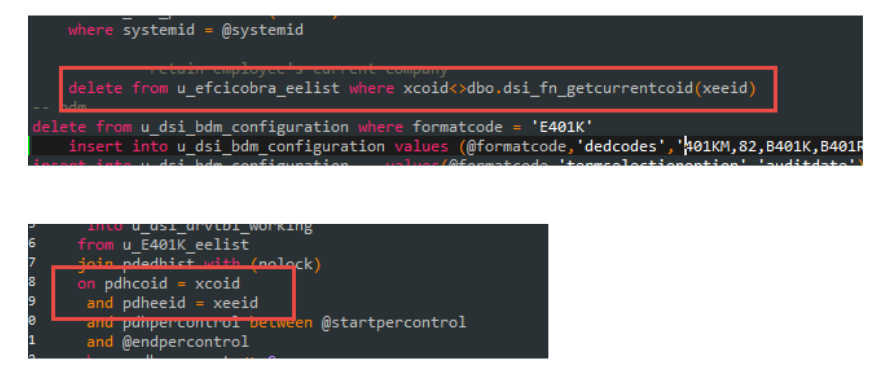 where systemid = @systemid
retain employee's current company
delete from u_efcicobra_eelist where xcoid<>dbo.dsi_fn_getcurrentcoid(xeeid)
-- bdm
delete from u_dsi_bdm_configuration where formatcode = 'E401K'
insert into u_dsi_bdm_configuration values (@formatcode,'dedcodes','401KM,82,B401K,B401R
insert into u_dsi_bdm_configuration values(@formatcode,'termselectionoption','auditdate')
into u_dsi_drvtbl_working
6 from u_E401K_eelist
7 join pdedhist with (nolock)
8 on pdhcoid = xcoid
9 and pdheeid = xeeid
0 and pdhpercontrol between @startpercontrol
1 and @endpercontrol